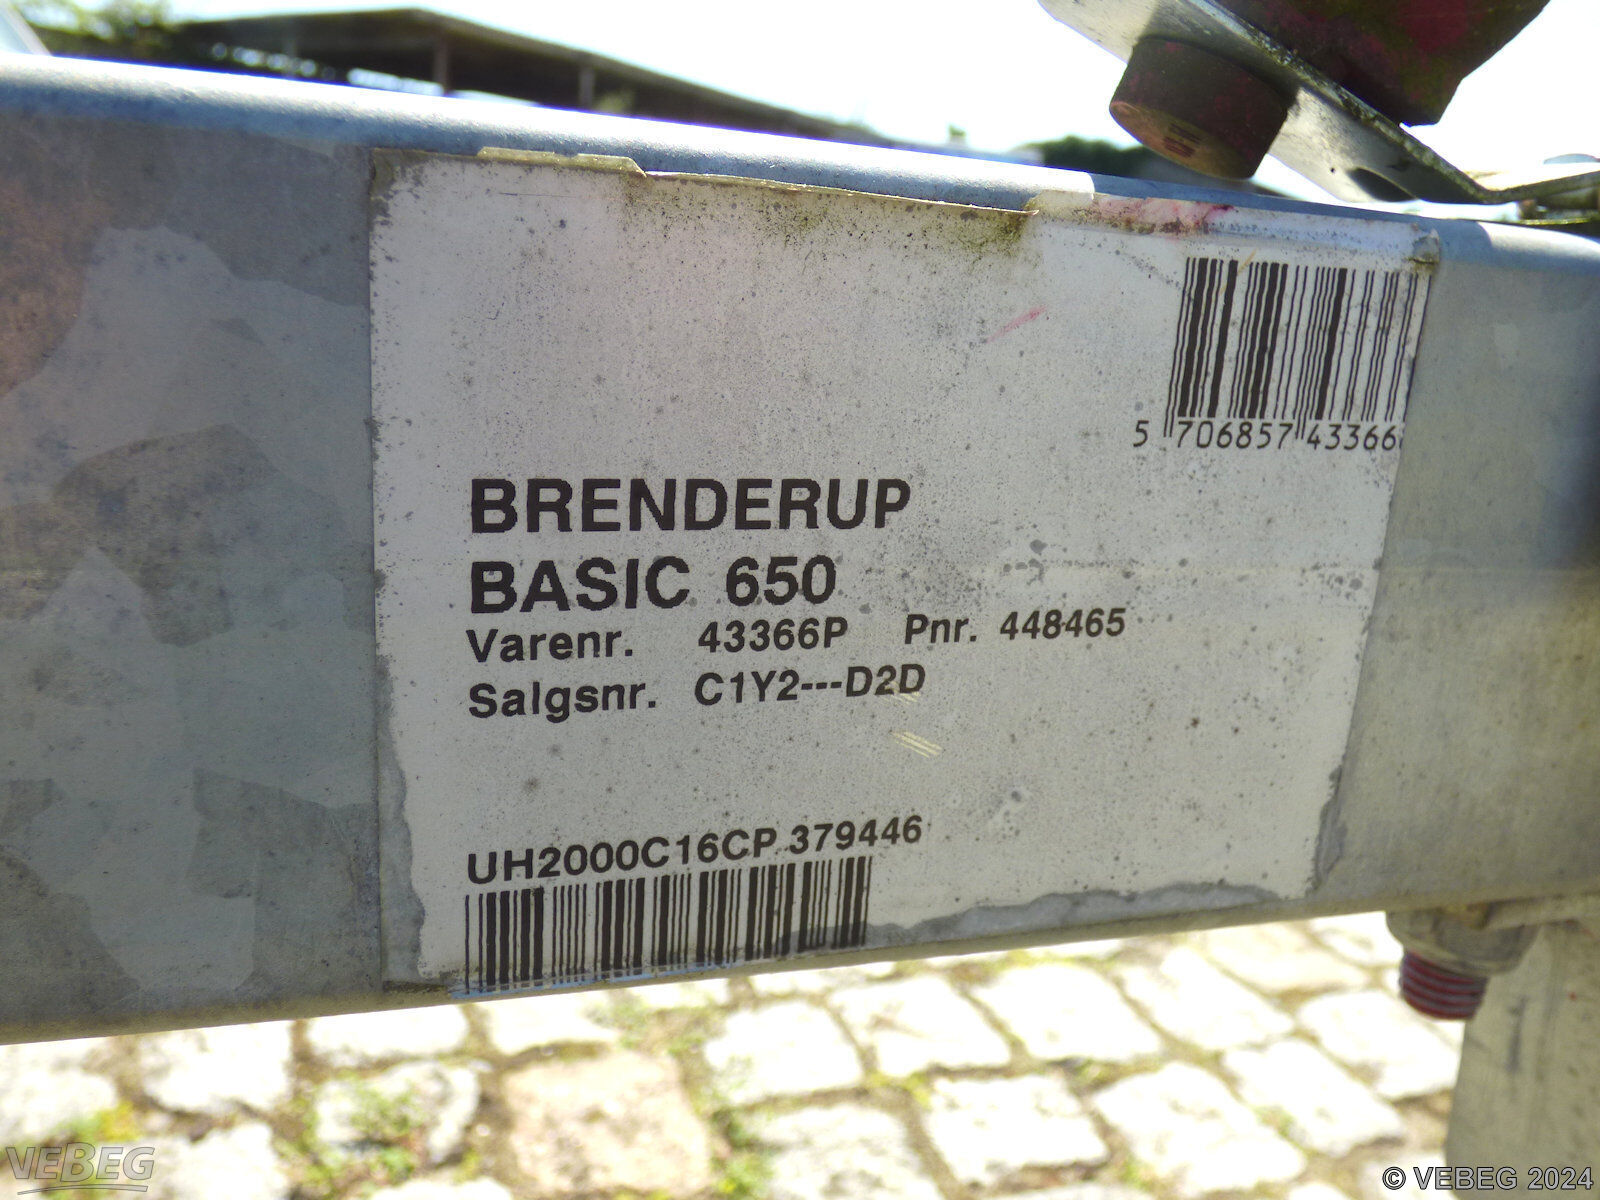 5 706857 43366
BRENDERUP
BASIC 650
Varenr. 43366P Pnr. 448465
Salgsnr. C1Y2---D2D
UH2000C16CP 379446
VEBEG
© VEBEG 2024